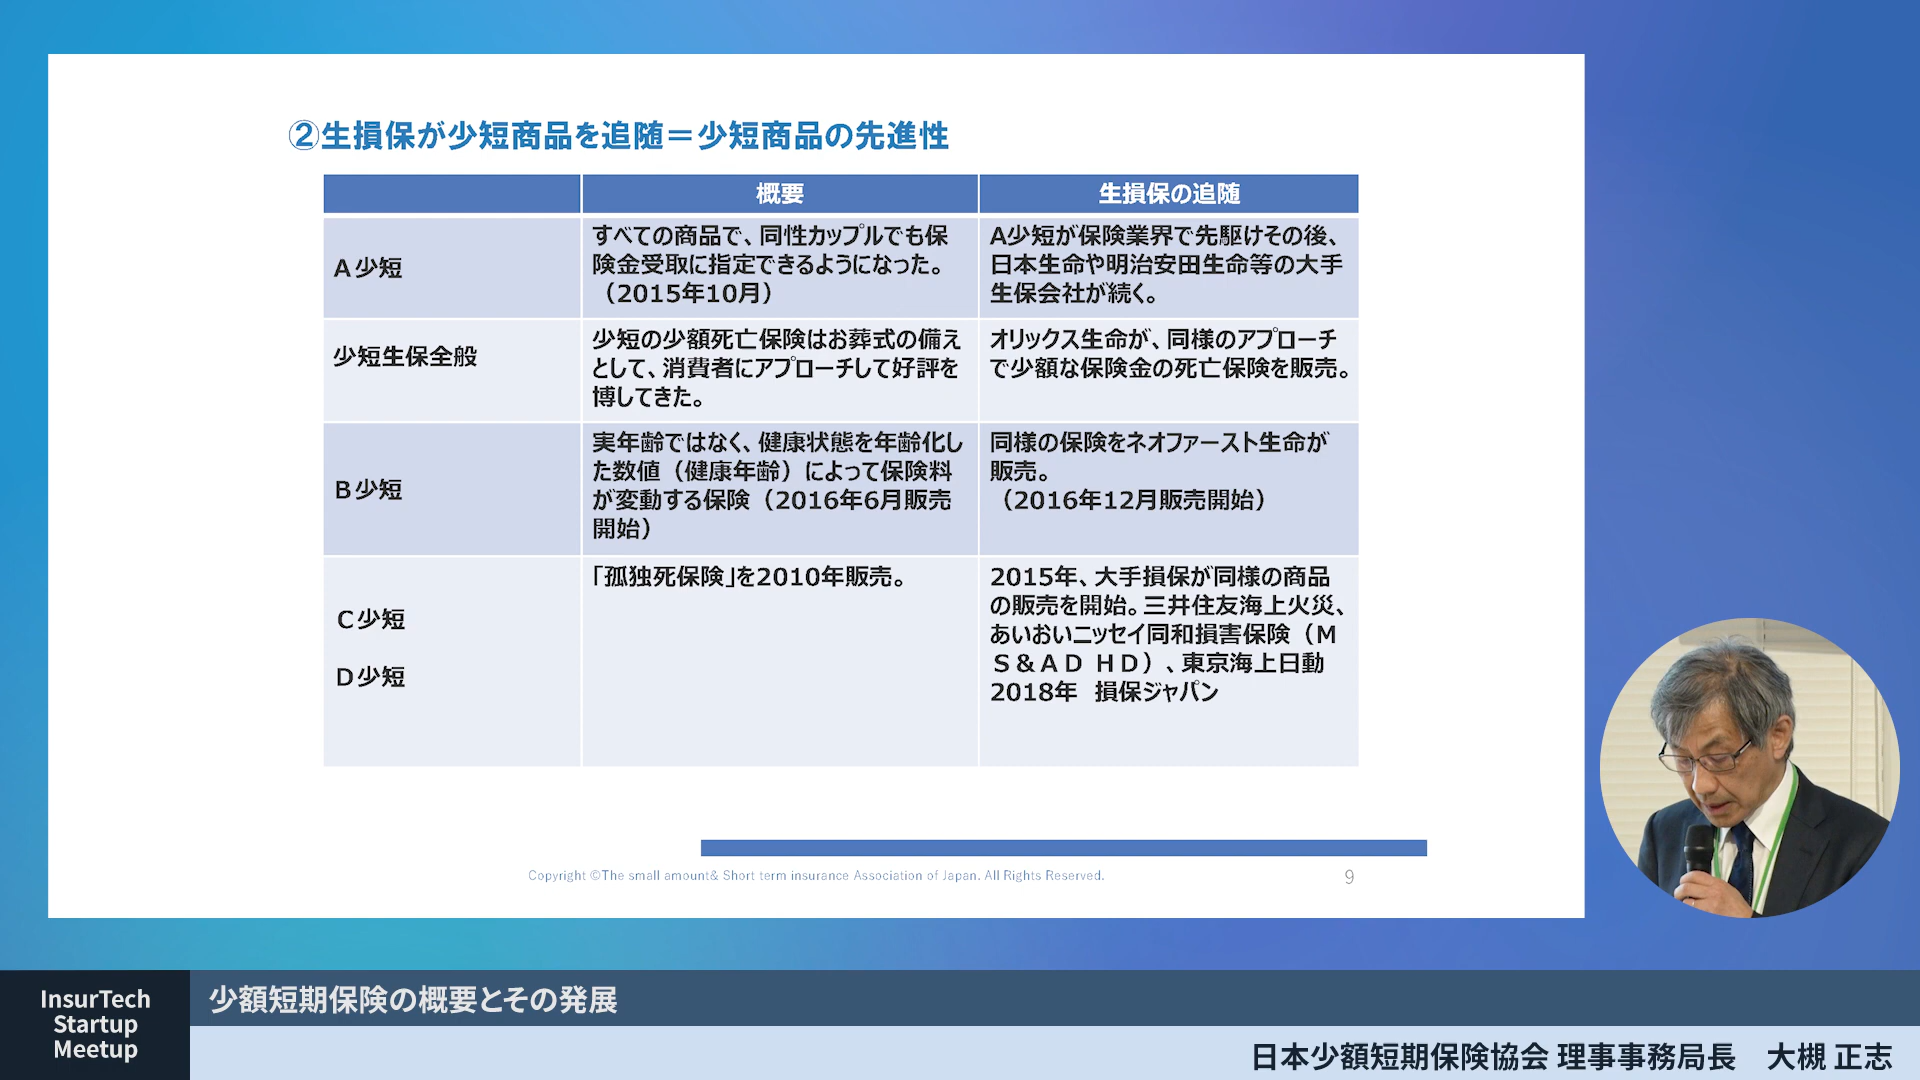 ②生損保が少短商品を追随＝少短商品の先進性
概要
生損保の追随
A少短
すべての商品で、同性カップルでも保
険金受取に指定できるようになった。
（2015年10月）
A少短が保険業界で先駆けその後、
日本生命や明治安田生命等の大手
生保会社が続く。
少短生保全般
少短の少額死亡保険はお葬式の備え
として、消費者にアプローチして好評を
博してきた。
オリックス生命が、同様のアプローチ
で少額な保険金の死亡保険を販売。
B少短
実年齢ではなく、健康状態を年齢化し
た数値（健康年齢）によって保険料
が変動する保険（2016年6月販売
開始）
同様の保険をネオファースト生命が
販売。
（2016年12月販売開始）
C少短
D少短
「孤独死保険」を2010年販売。
2015年、大手損保が同様の商品
の販売を開始。三井住友海上火災、
あいおいニッセイ同和損害保険（M
S＆AD HD）、東京海上日動
2018年　損保ジャパン
Copyright ©The small amount& Short term insurance Association of Japan. All Rights Reserved.
9
InsurTech
Startup
Meetup
少額短期保険の概要とその発展
日本少額短期保険協会 理事事務局長　大槻 正志